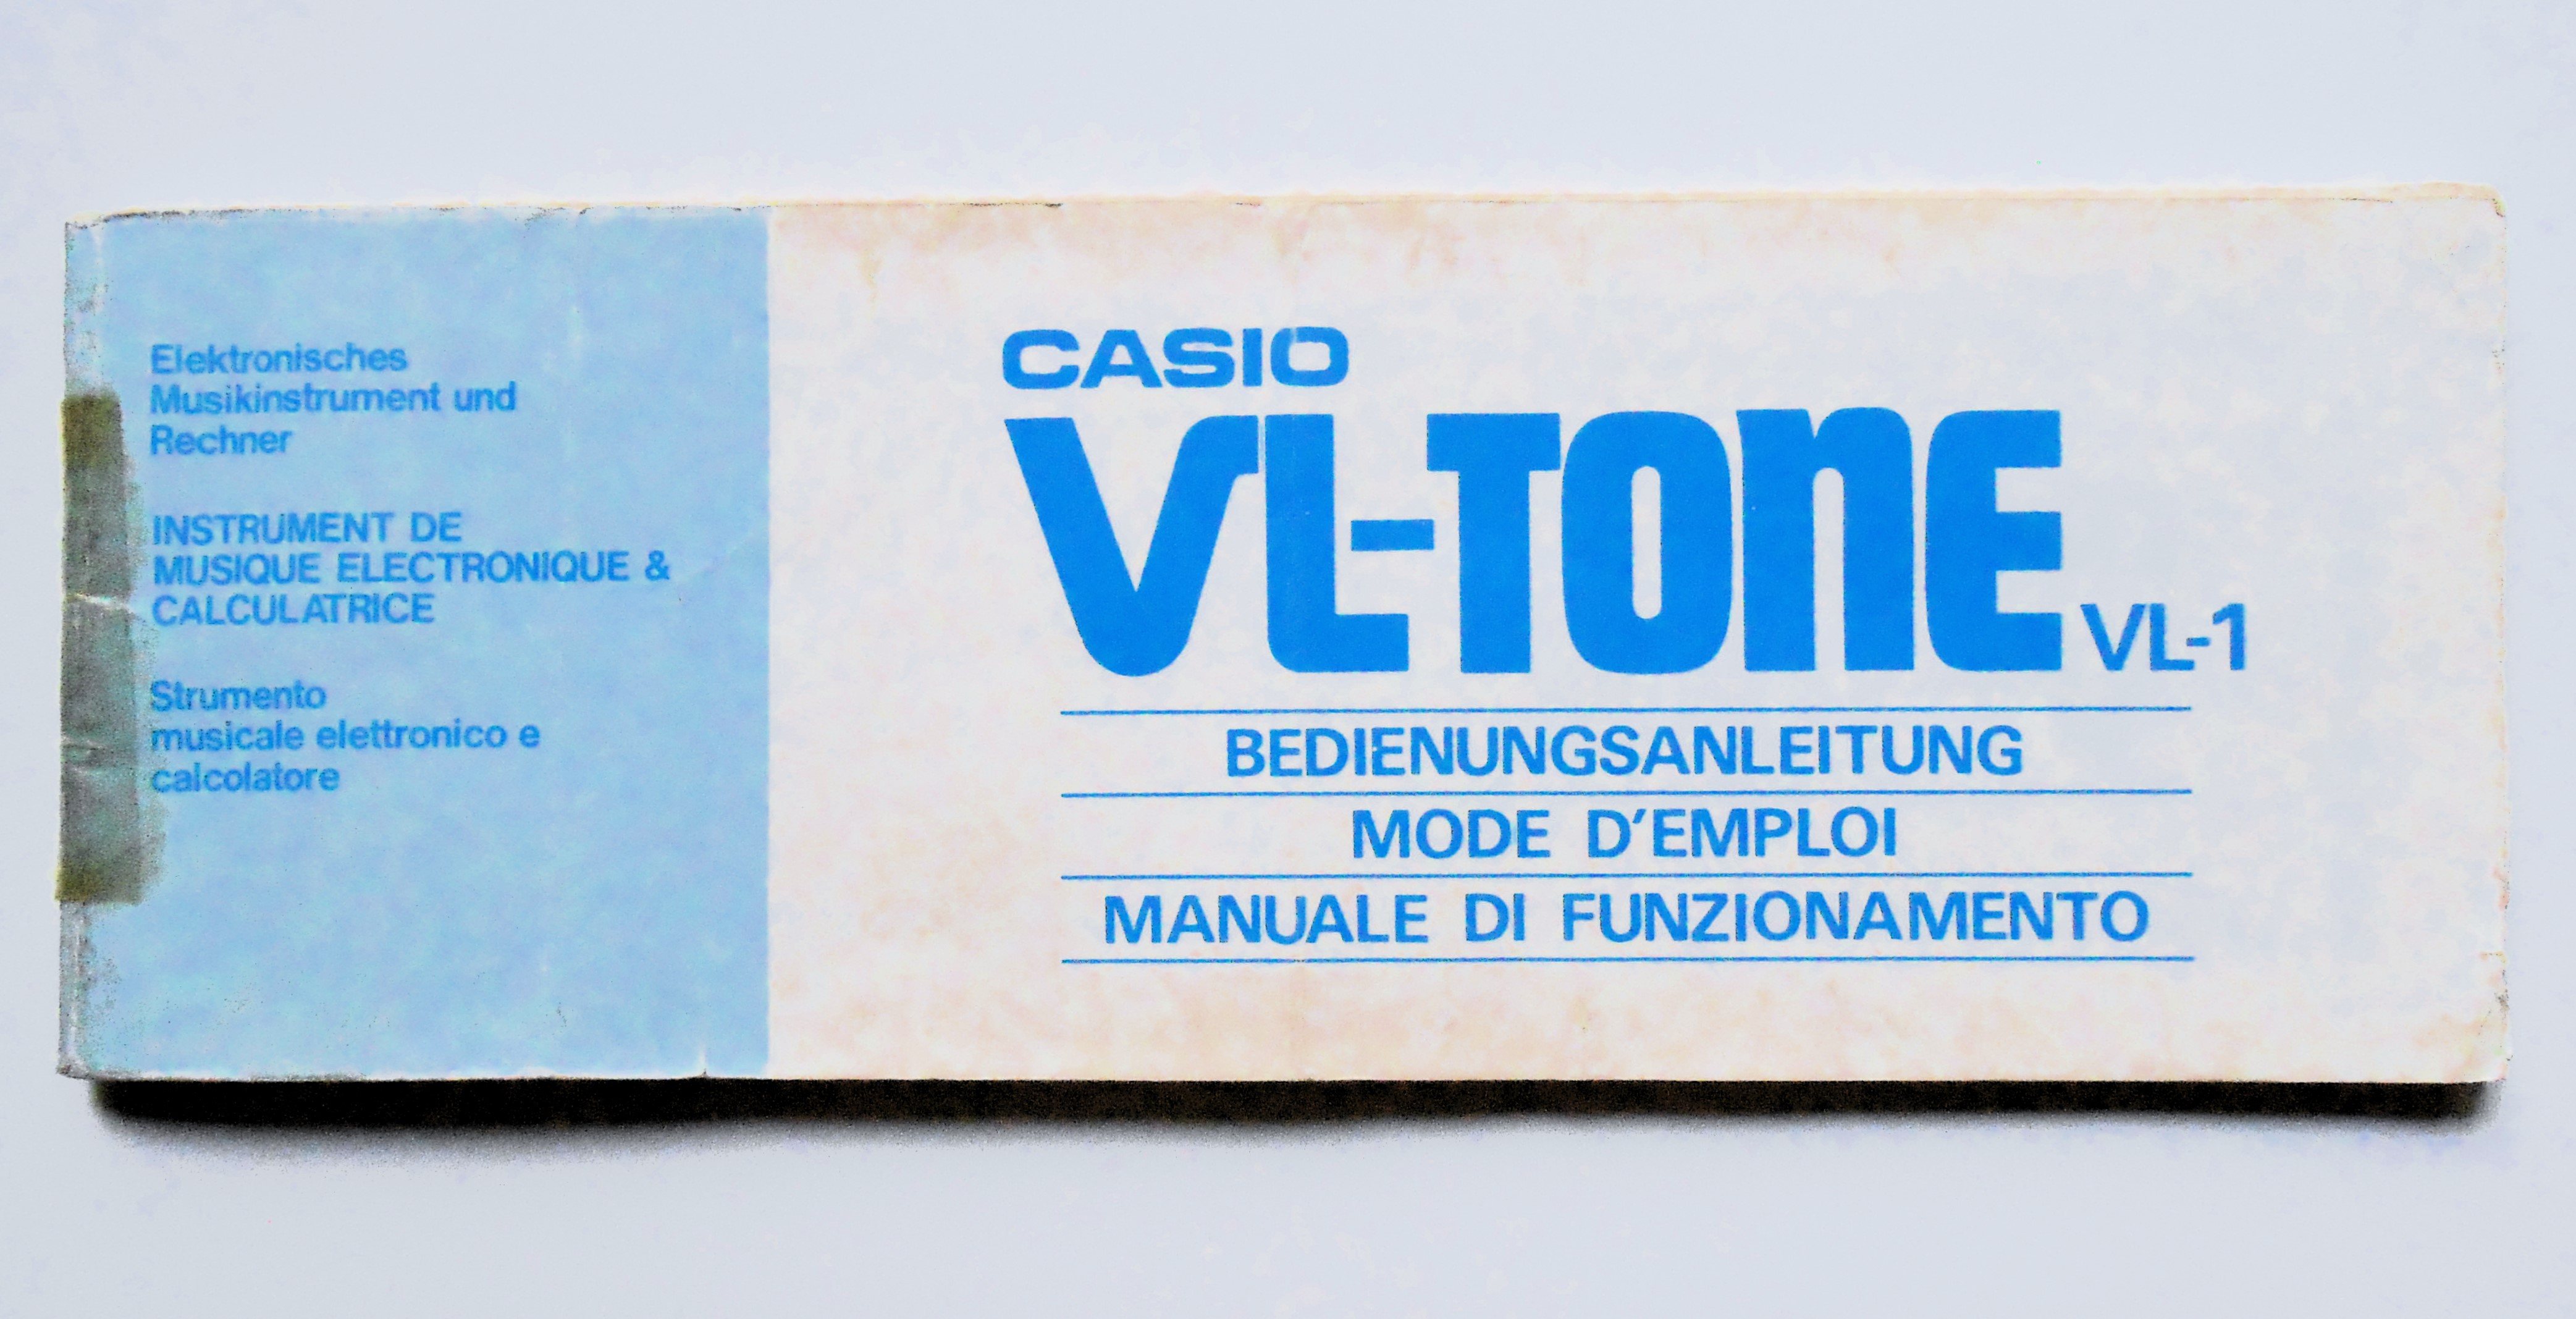 Elektronisches
Musikinstrument und
Rechner
INSTRUMENT DE
MUSIQUE ELECTRONIQUE &
CALCULATRICE
Strumento
musicale elettronico e
calcolatore
CASIO
VL-TONE VL-1
BEDIENUNGSANLEITUNG
MODE D'EMPLOI
MANUALE DI FUNZIONAMENTO